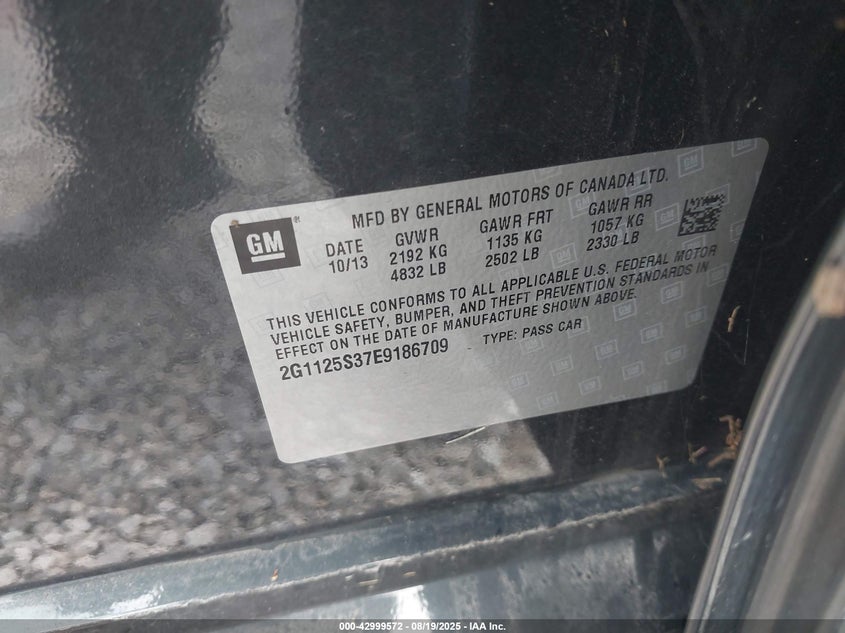 MFD BY GENERAL MOTORS OF CANADA LTD.
GM®
DATE GVWR GAWR FRT GAWR RR
10/13 2192 KG 1135 KG 1057 KG
4832 LB 2502 LB 2330 LB
THIS VEHICLE CONFORMS TO ALL APPLICABLE U.S. FEDERAL MOTOR
VEHICLE SAFETY, BUMPER, AND THEFT PREVENTION STANDARDS IN
EFFECT ON THE DATE OF MANUFACTURE SHOWN ABOVE.
2G1125S37E9186709 TYPE: PASS CAR
000-42999572 - 08/19/2025 - IAA Inc.